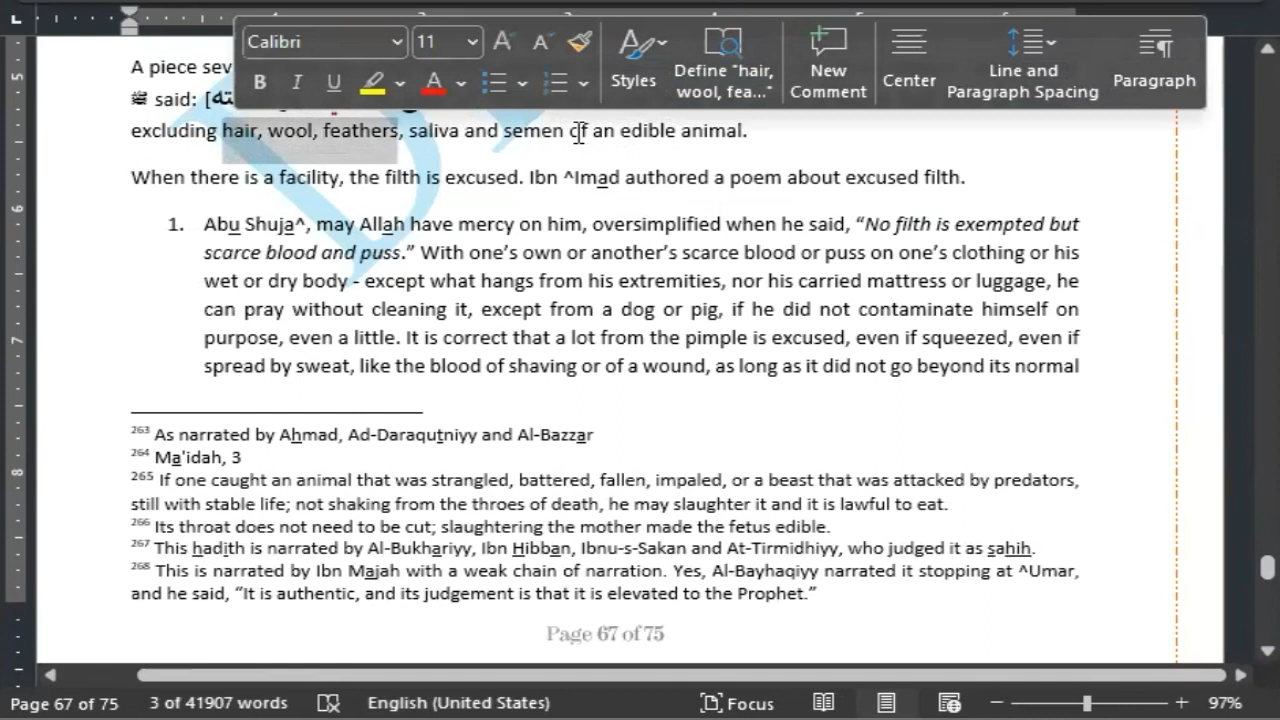 Calibri 11
B I U A Styles Define "hair, wool, fea..." New Comment Center Line and Paragraph Spacing Paragraph
A piece sev
ﷺ said: [
excluding hair, wool, feathers, saliva and semen of an edible animal.
When there is a facility, the filth is excused. Ibn ^Imad authored a poem about excused filth.
1. Abu Shuja^, may Allah have mercy on him, oversimplified when he said, “No filth is exempted but
scarce blood and puss.” With one’s own or another’s scarce blood or puss on one’s clothing or his
wet or dry body - except what hangs from his extremities, nor his carried mattress or luggage, he
can pray without cleaning it, except from a dog or pig, if he did not contaminate himself on
purpose, even a little. It is correct that a lot from the pimple is excused, even if squeezed, even if
spread by sweat, like the blood of shaving or of a wound, as long as it did not go beyond its normal
263 As narrated by Ahmad, Ad-Daraqutniyy and Al-Bazzar
264 Ma'idah, 3
265 If one caught an animal that was strangled, battered, fallen, impaled, or a beast that was attacked by predators,
still with stable life; not shaking from the throes of death, he may slaughter it and it is lawful to eat.
266 Its throat does not need to be cut; slaughtering the mother made the fetus edible.
267 This hadith is narrated by Al-Bukhariyy, Ibn Hibban, Ibnu-s-Sakan and At-Tirmidhiyy, who judged it as sahih.
268 This is narrated by Ibn Majah with a weak chain of narration. Yes, Al-Bayhaqiyy narrated it stopping at ^Umar,
and he said, “It is authentic, and its judgement is that it is elevated to the Prophet.”
Page 67 of 75
Page 67 of 75 3 of 41907 words English (United States) Focus 97%